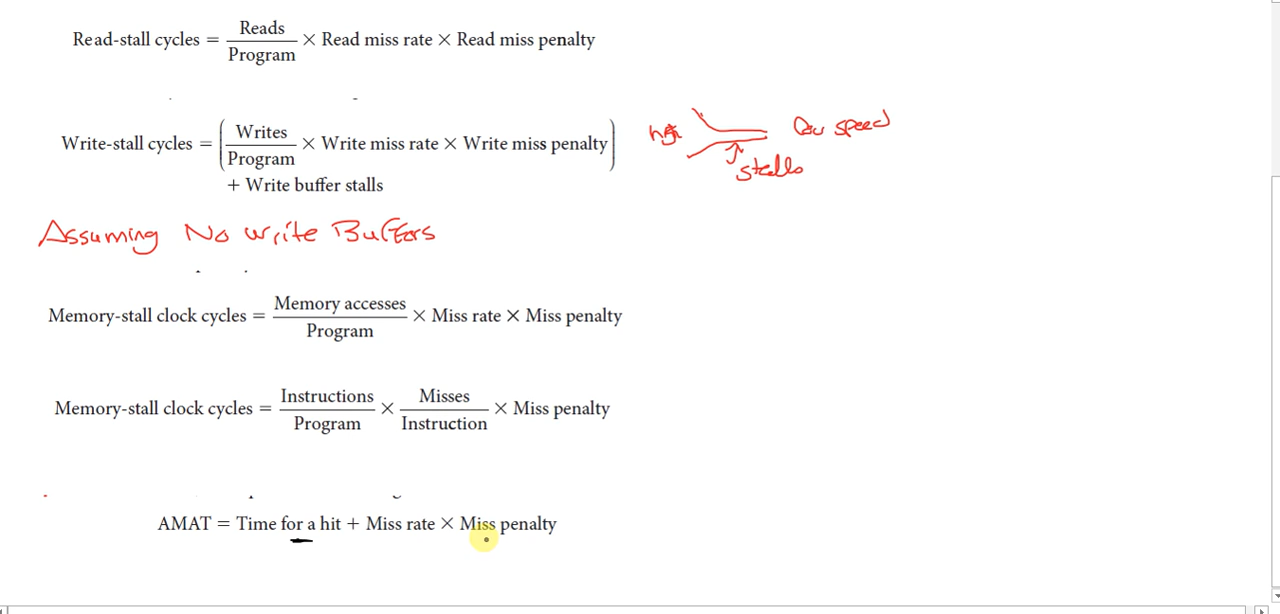 Read-stall cycles = Reads / Program × Read miss rate × Read miss penalty
Write-stall cycles = ( Writes / Program × Write miss rate × Write miss penalty )
+ Write buffer stalls
low speed
stalls
Assuming No write Buffers
Memory-stall clock cycles = Memory accesses / Program × Miss rate × Miss penalty
Memory-stall clock cycles = Instructions / Program × Misses / Instruction × Miss penalty
AMAT = Time for a hit + Miss rate × Miss penalty